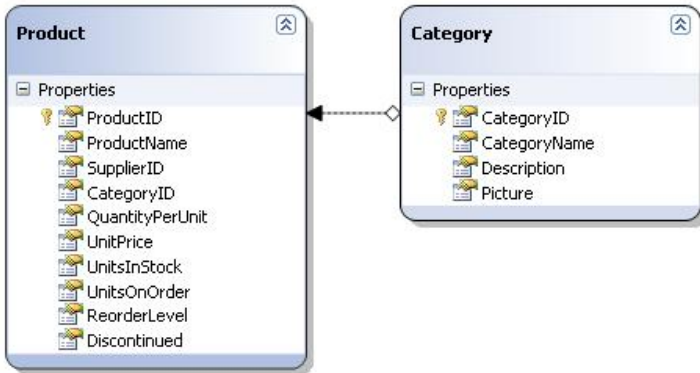 Product
Properties
ProductID
ProductName
SupplierID
CategoryID
QuantityPerUnit
UnitPrice
UnitsInStock
UnitsOnOrder
ReorderLevel
Discontinued
Category
Properties
CategoryID
CategoryName
Description
Picture